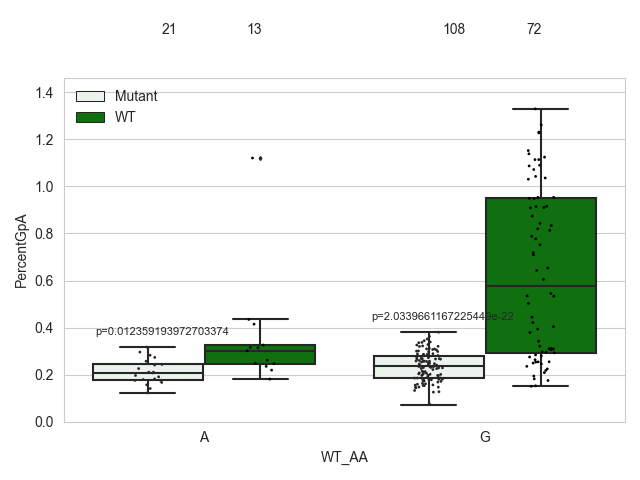 21 13 108 72
Mutant
WT
1.4
1.2
1.0
0.8
0.6
0.4
0.2
0.0
PercentGpA
p=0.012359193972703374
p=2.0339661167225449e-22
A G
WT_AA